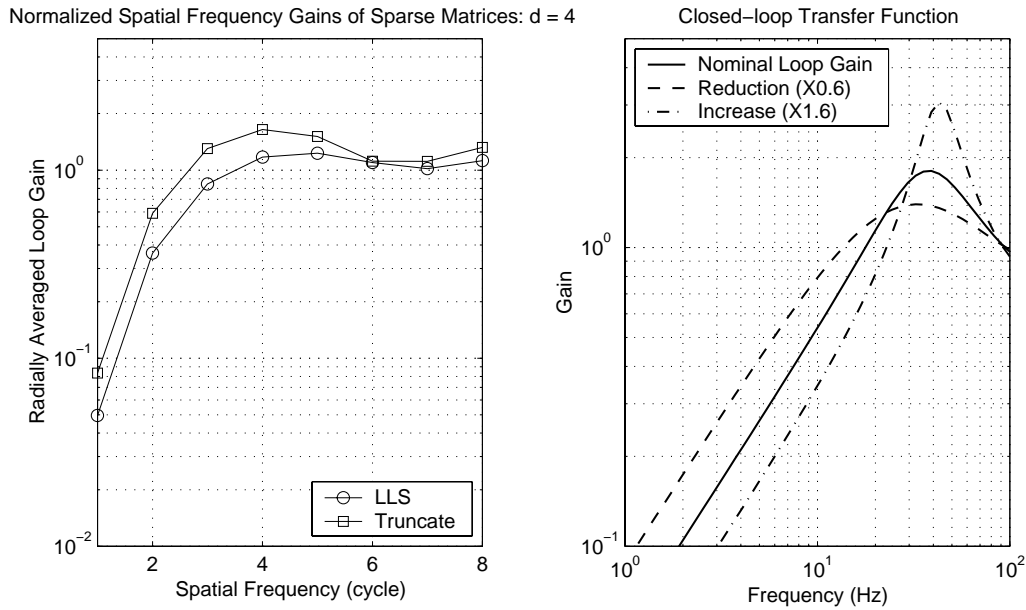 Normalized Spatial Frequency Gains of Sparse Matrices: d = 4
Radially Averaged Loop Gain
10^0
10^-1
10^-2
2
4
6
8
Spatial Frequency (cycle)
LLS
Truncate
Closed-loop Transfer Function
Gain
10^0
10^-1
10^0
10^1
10^2
Frequency (Hz)
Nominal Loop Gain
Reduction (X0.6)
Increase (X1.6)